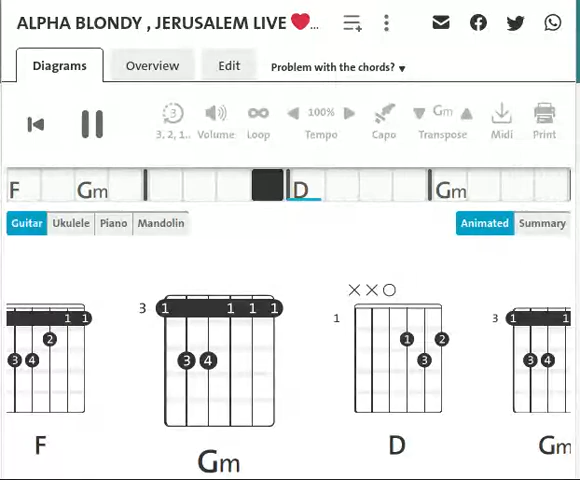 ALPHA BLONDY , JERUSALEM LIVE ❤...
Diagrams Overview Edit Problem with the chords? ▼
3 100% Gm
3, 2, 1.. Volume Loop Tempo Capo Transpose Midi Print
F Gm D Gm
Guitar Ukulele Piano Mandolin Animated Summary
3 1 1 1 1 3 4
1 1 2 3 4
1 1 2 3
3 1 1 3 4
F Gm D Gm